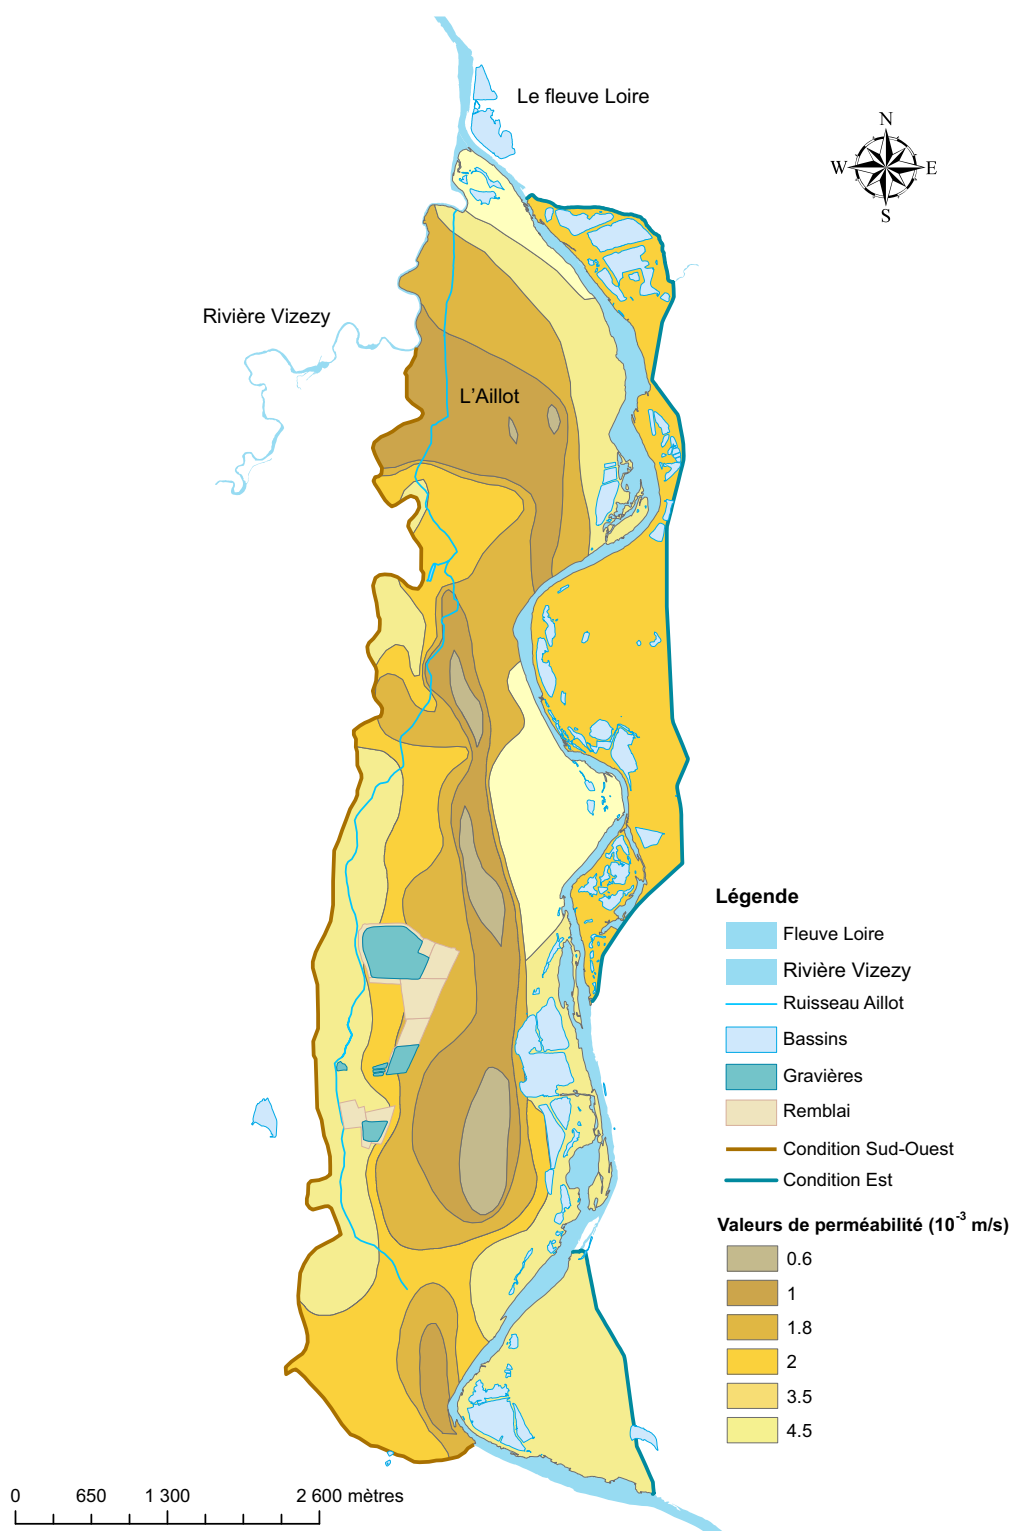 Le fleuve Loire
N
W
E
S
Rivière Vizezy
L'Aillot
Légende
Fleuve Loire
Rivière Vizezy
Ruisseau Aillot
Bassins
Gravières
Remblai
Condition Sud-Ouest
Condition Est
Valeurs de perméabilité (10⁻³ m/s)
0.6
1
1.8
2
3.5
4.5
0 650 1 300 2 600 mètres